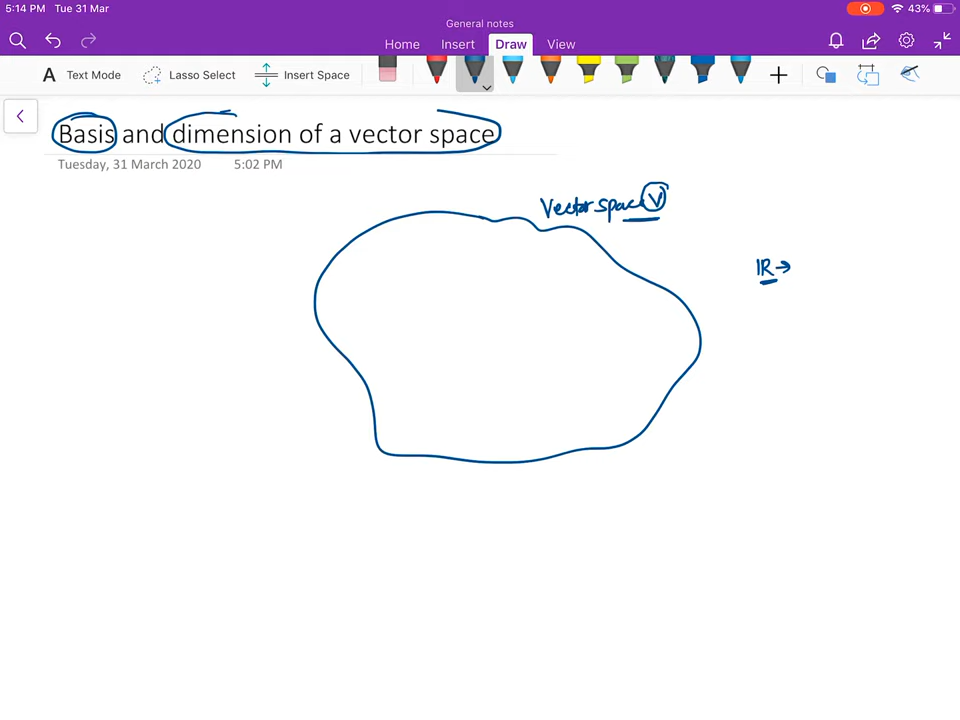 5:14 PM Tue 31 Mar 43%
General notes
Home Insert Draw View
A Text Mode Lasso Select Insert Space
Basis and dimension of a vector space
Tuesday, 31 March 2020 5:02 PM
Vector space V
IR→